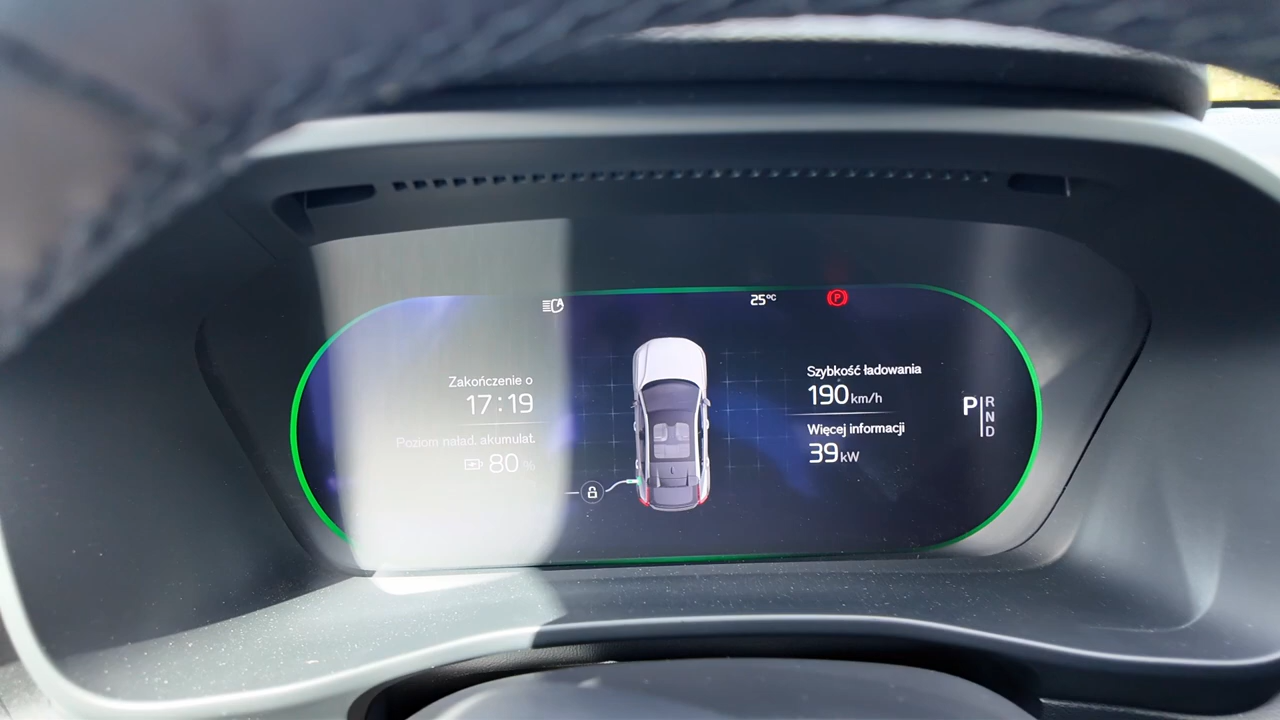 25°C
P
Zakończenie o
17:19
Poziom naład. akumulat.
80 %
Szybkość ładowania
190 km/h
Więcej informacji
39 kW
P
R
N
D